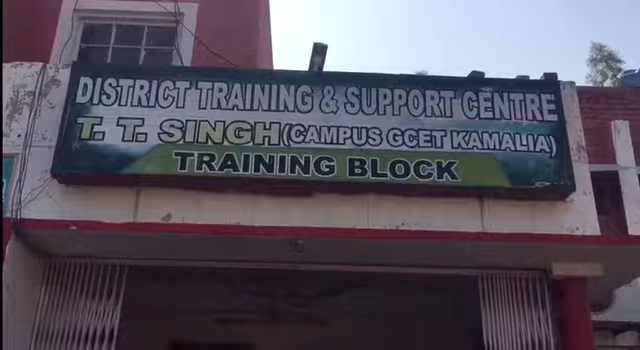 DISTRICT TRAINING & SUPPORT CENTRE
T. T. SINGH (CAMPUS GCET KAMALIA)
TRAINING BLOCK